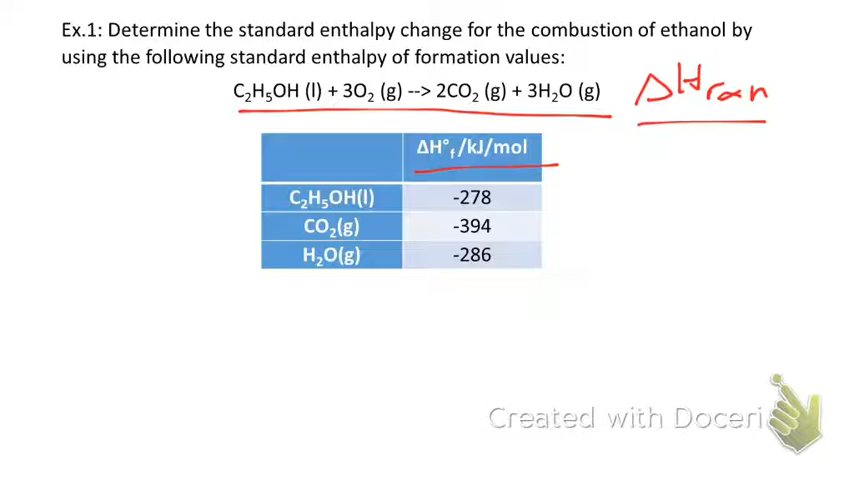 Ex.1: Determine the standard enthalpy change for the combustion of ethanol by
using the following standard enthalpy of formation values:
C₂H₅OH (l) + 3O₂ (g) --> 2CO₂ (g) + 3H₂O (g)
ΔHrxn
ΔH°f /kJ/mol
C₂H₅OH(l) -278
CO₂(g) -394
H₂O(g) -286
Created with Doceri